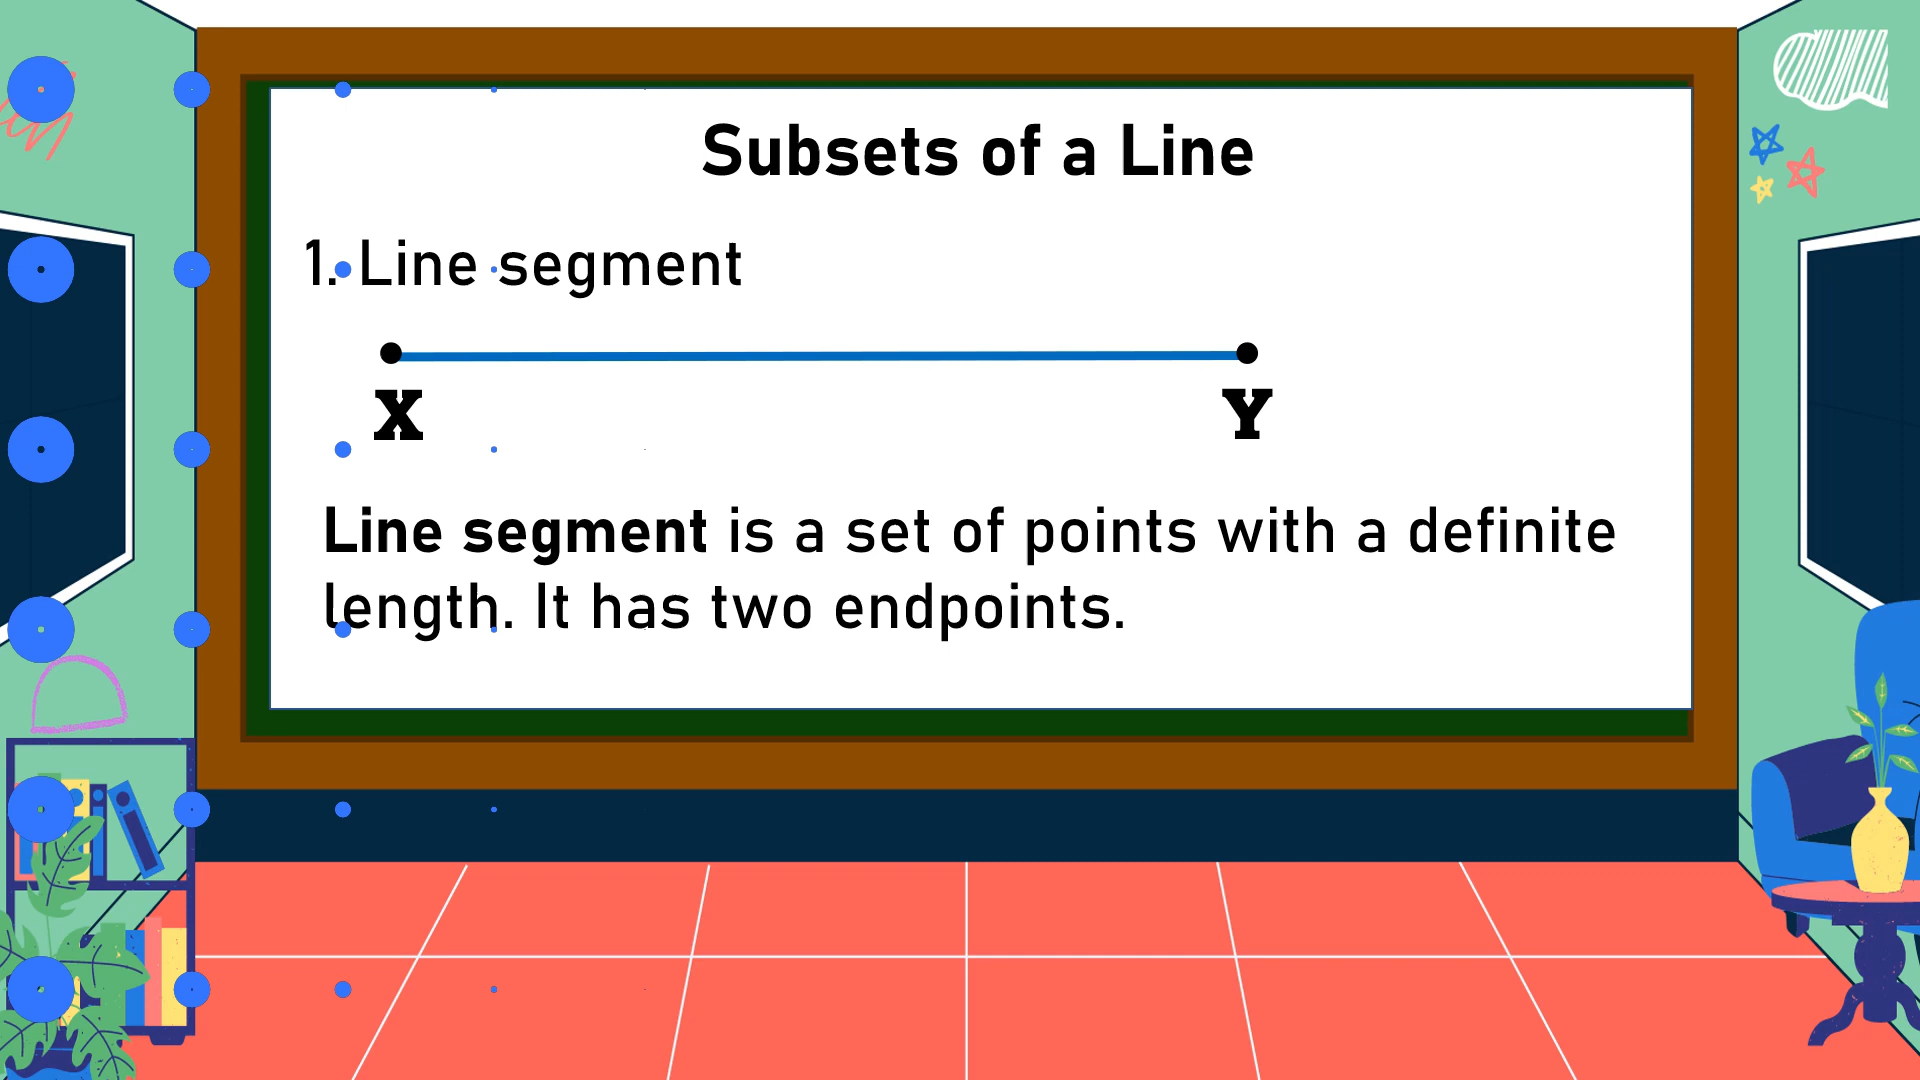 Subsets of a Line
1. Line segment
X Y
Line segment is a set of points with a definite
length. It has two endpoints.